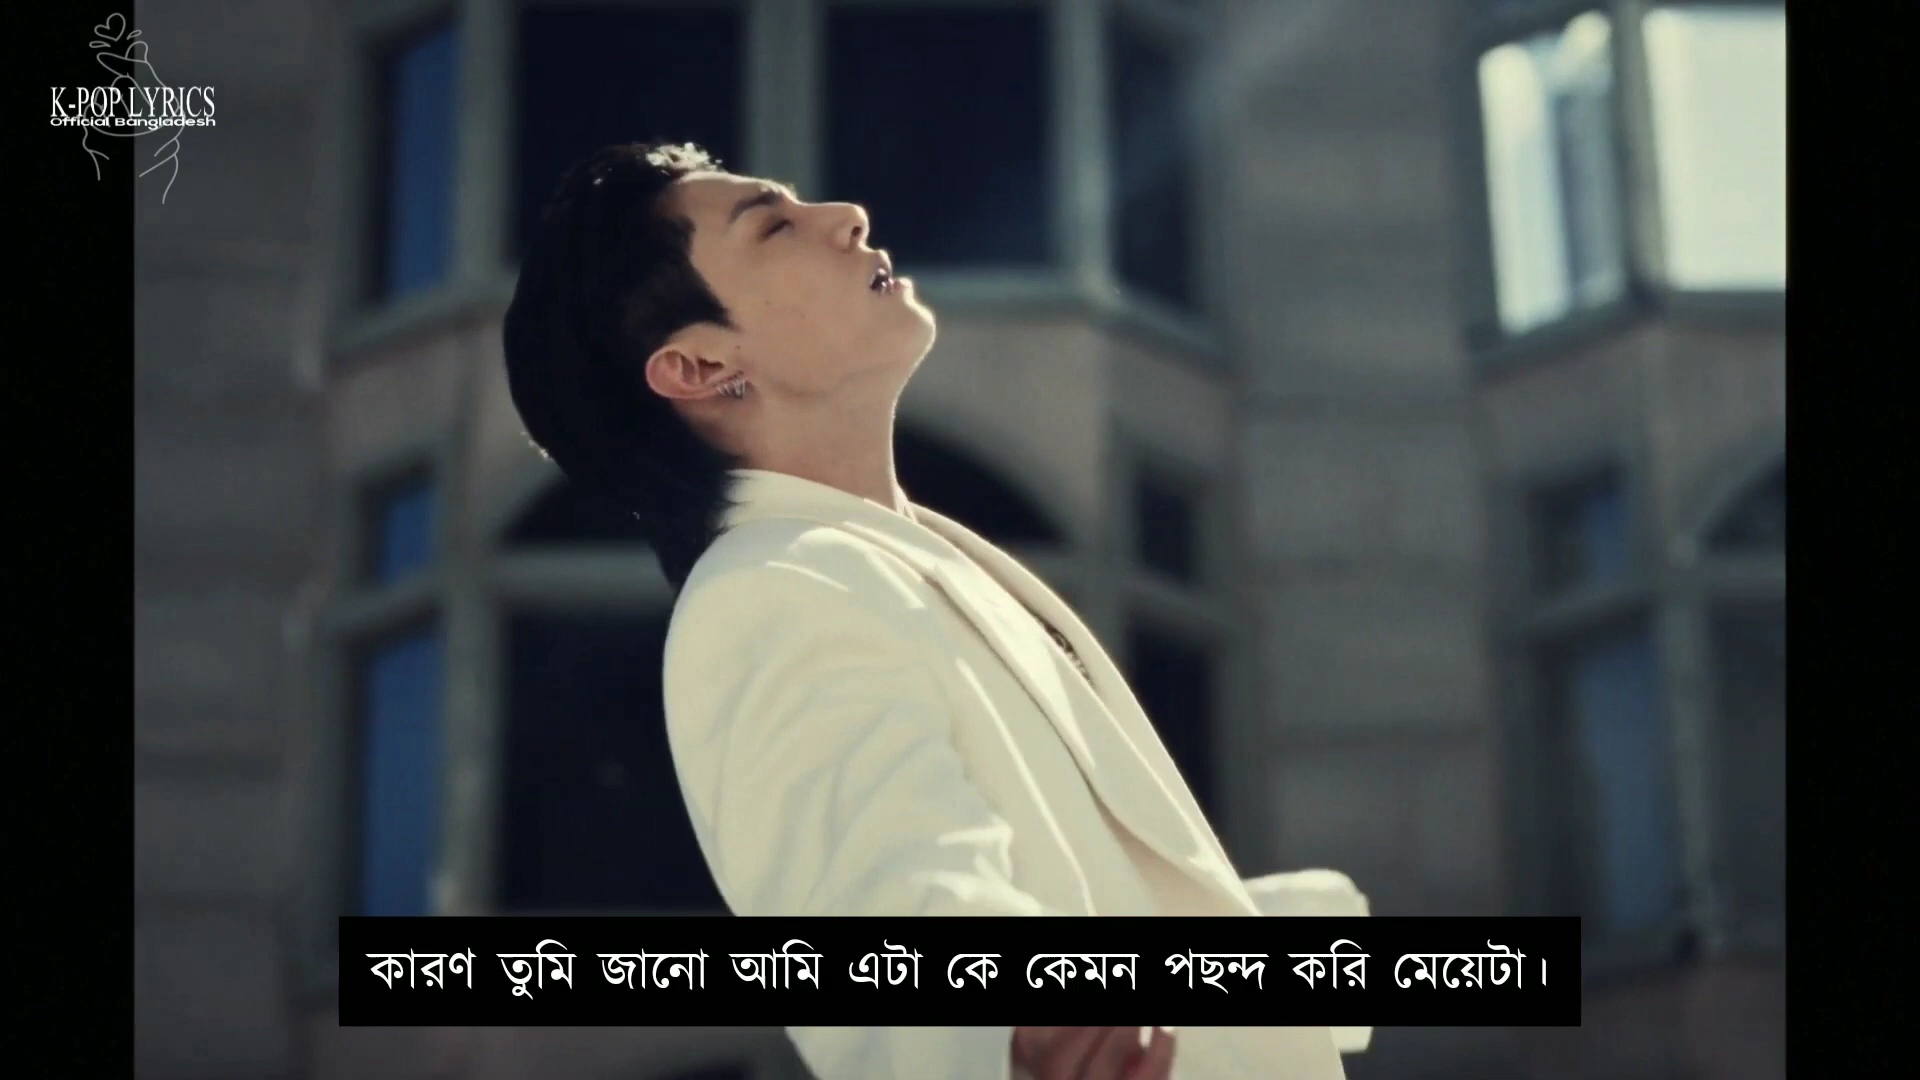 K-POP LYRICS
Official Bangladesh
কারণ তুমি জানো আমি এটা কে কেমন পছন্দ করি মেয়েটা।